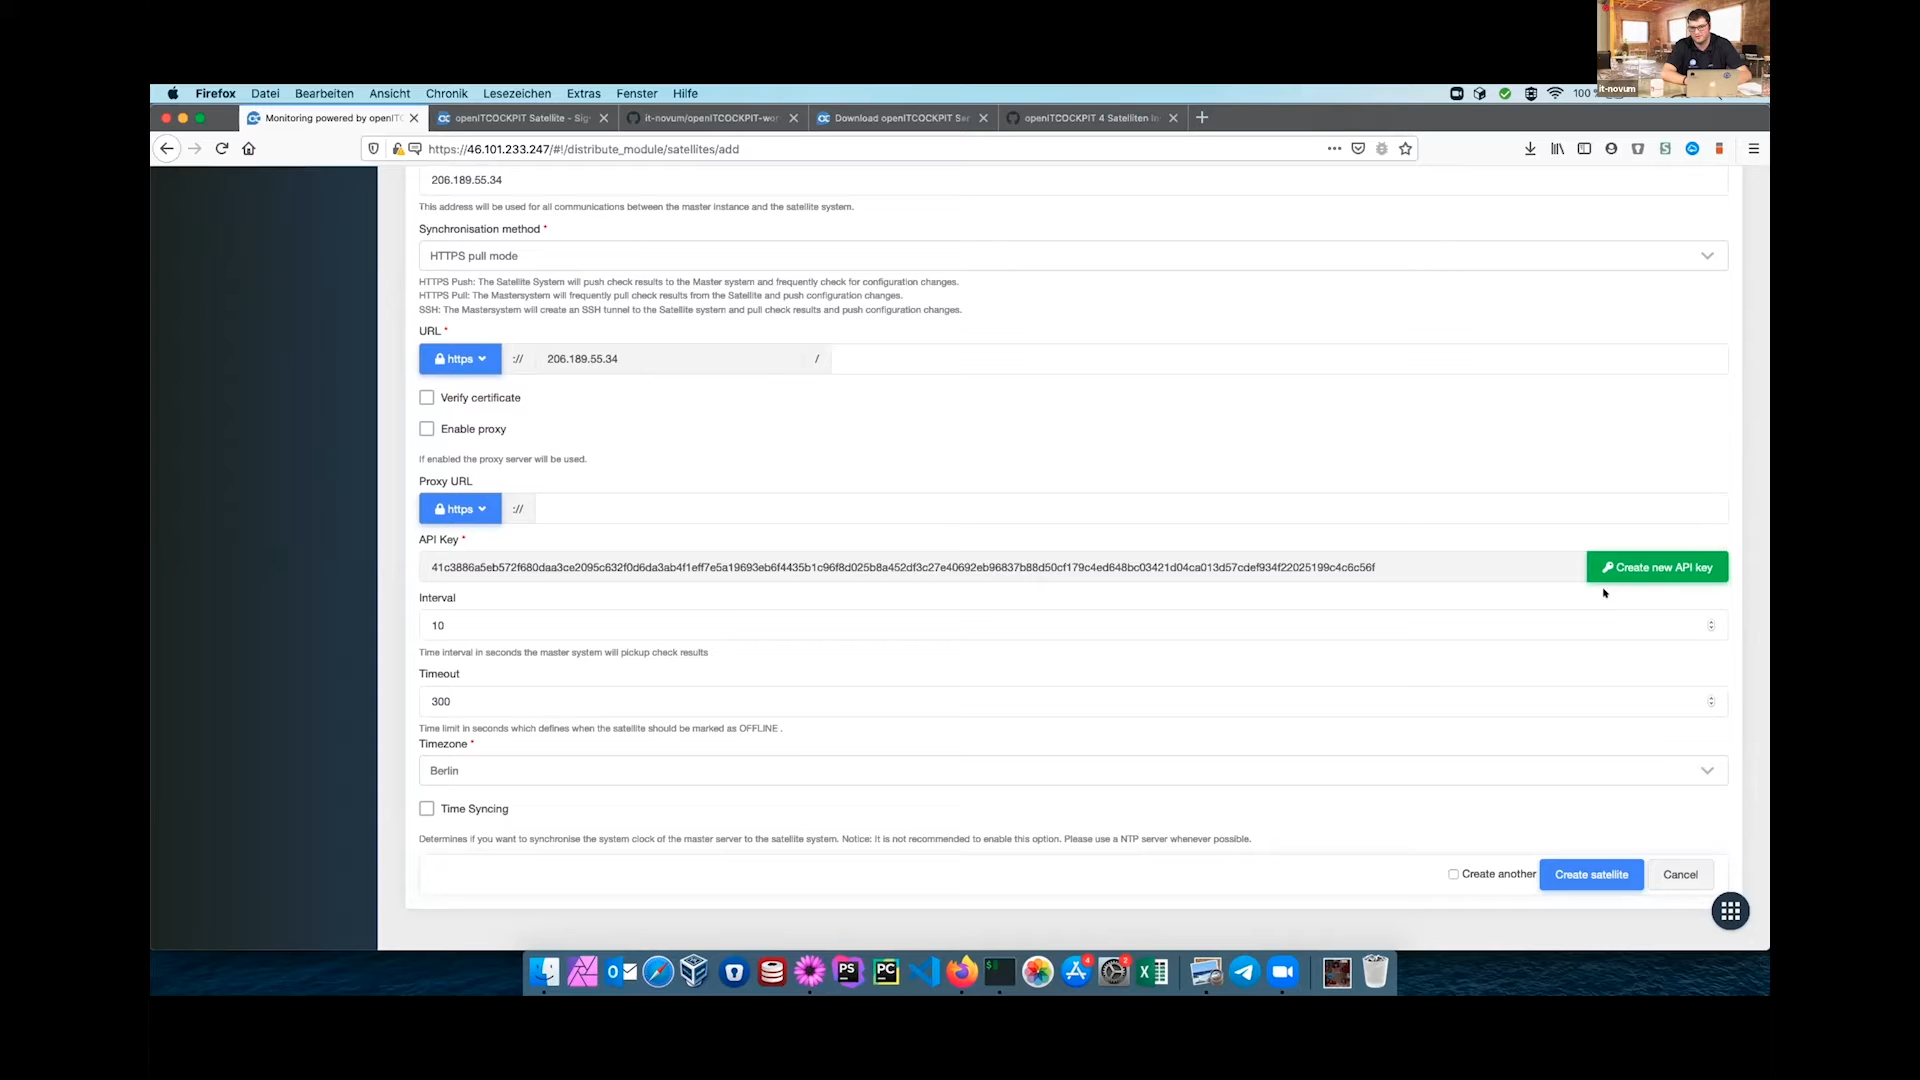 it-novum
Firefox Datei Bearbeiten Ansicht Chronik Lesezeichen Extras Fenster Hilfe 100
Monitoring powered by openITC openITCOCKPIT Satellite - Sig it-novum/openITCOCKPIT-wor Download openITCOCKPIT Ser openITCOCKPIT 4 Satelliten In
https://46.101.233.247/#!/distribute_module/satellites/add
206.189.55.34
This address will be used for all communications between the master instance and the satellite system.
Synchronisation method *
HTTPS pull mode
HTTPS Push: The Satellite System will push check results to the Master system and frequently check for configuration changes.
HTTPS Pull: The Mastersystem will frequently pull check results from the Satellite and push configuration changes.
SSH: The Mastersystem will create an SSH tunnel to the Satellite system and pull check results and push configuration changes.
URL *
https :// 206.189.55.34 /
Verify certificate
Enable proxy
If enabled the proxy server will be used.
Proxy URL
https ://
API Key *
41c3886a5eb572f680daa3ce2095c632f0d6da3ab4f1eff7e5a19693eb6f4435b1c96f8d025b8a452df3c27e40692eb96837b88d50cf179c4ed648bc03421d04ca013d57cdef934f22025199c4c6c56f Create new API key
Interval
10
Time interval in seconds the master system will pickup check results
Timeout
300
Time limit in seconds which defines when the satellite should be marked as OFFLINE .
Timezone *
Berlin
Time Syncing
Determines if you want to synchronise the system clock of the master server to the satellite system. Notice: it is not recommended to enable this option. Please use a NTP server whenever possible.
Create another Create satellite Cancel
PS PC $ 4 2 X